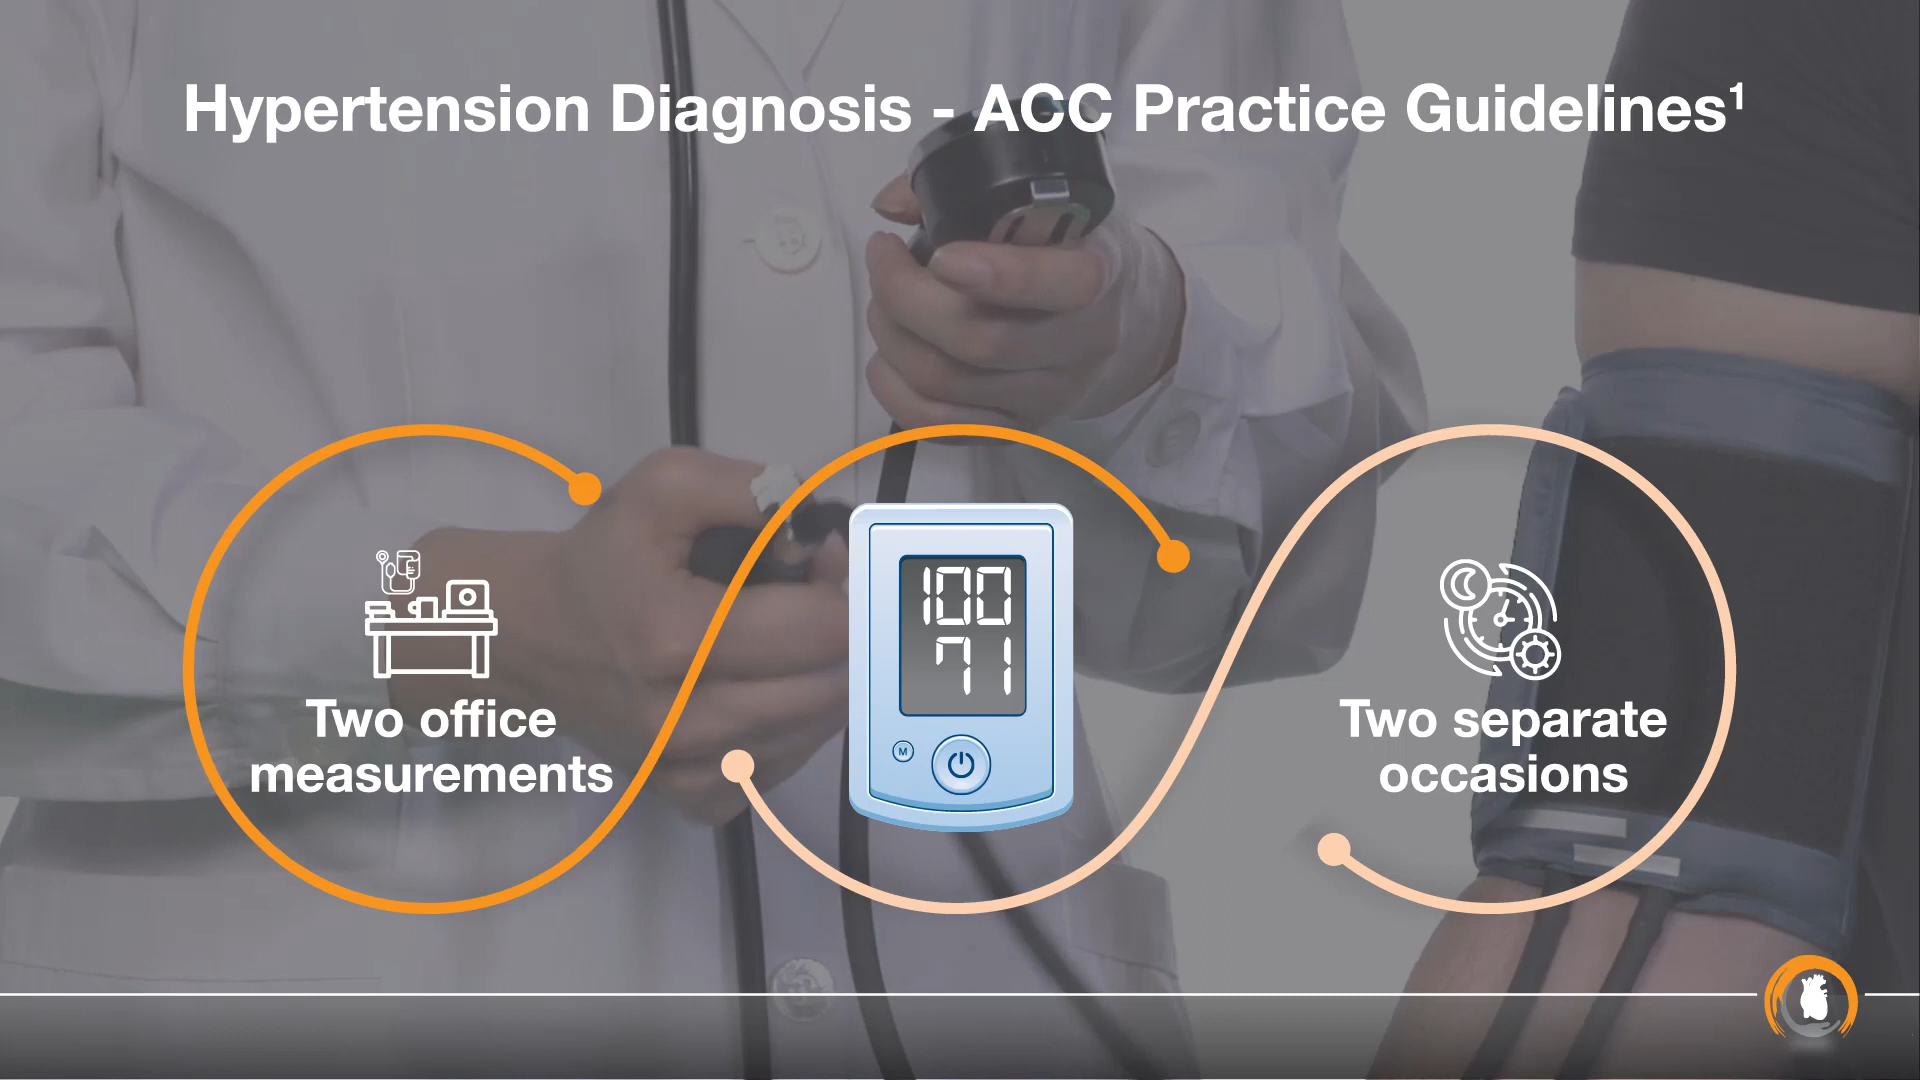 Hypertension Diagnosis - ACC Practice Guidelines¹
100
71
M
Two office
measurements
Two separate
occasions